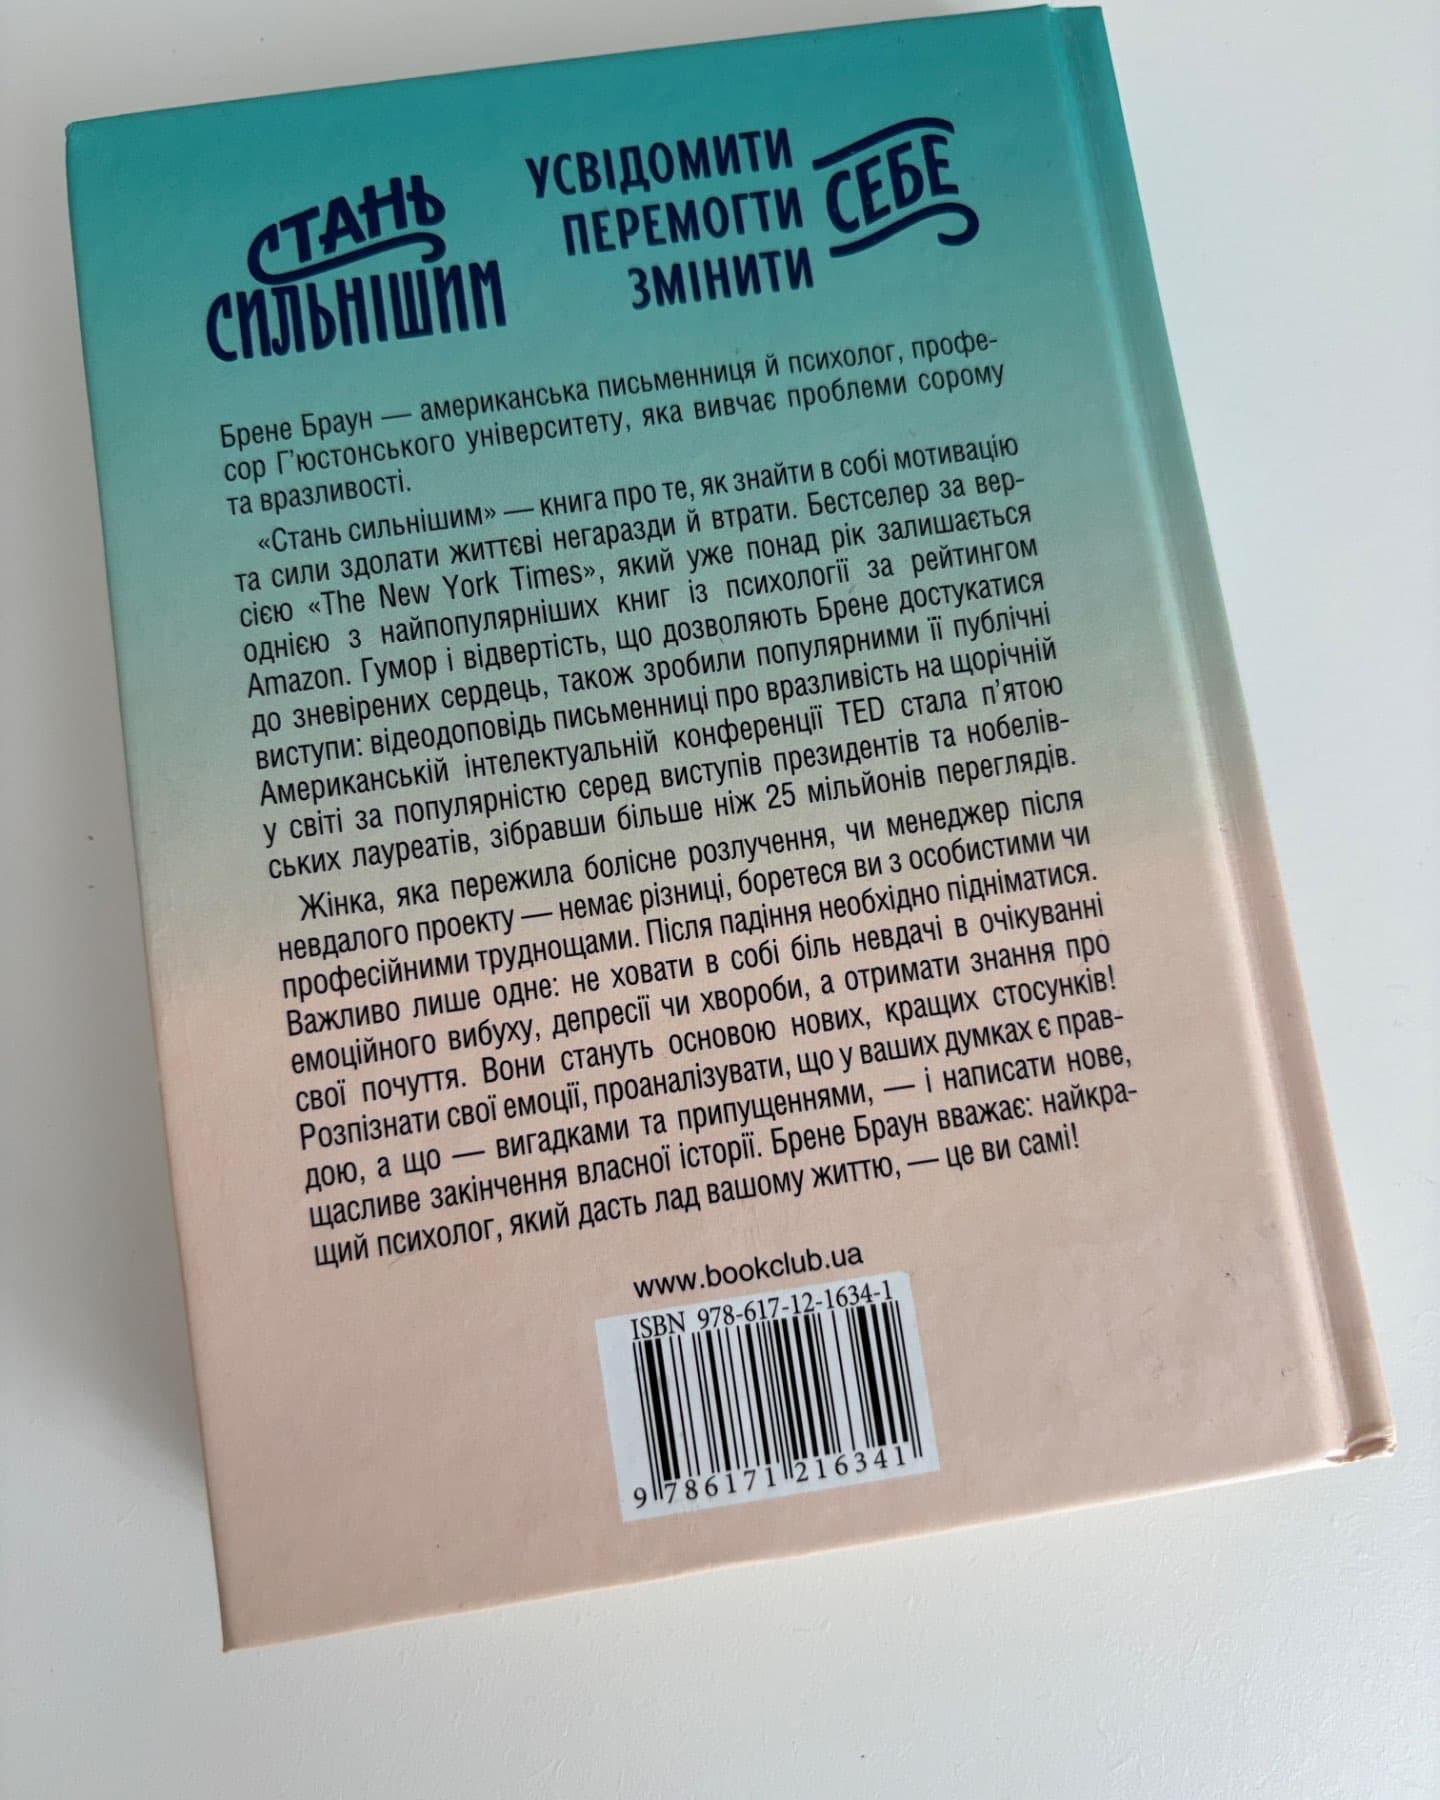 СТАНЬ
СИЛЬНІШИМ
УСВІДОМИТИ
ПЕРЕМОГТИ
ЗМІНИТИ
СЕБЕ
Брене Браун — американська письменниця й психолог, профе-
сор Г’юстонського університету, яка вивчає проблеми сорому
та вразливості.
«Стань сильнішим» — книга про те, як знайти в собі мотивацію
та сили здолати життєві негаразди й втрати. Бестселер за вер-
сією «The New York Times», який уже понад рік залишається
однією з найпопулярніших книг із психології за рейтингом
Amazon. Гумор і відвертість, що дозволяють Брене достукатися
до зневірених сердець, також зробили популярними її публічні
виступи: відеодоповідь письменниці про вразливість на щорічній
Американській інтелектуальній конференції TED стала п’ятою
у світі за популярністю серед виступів президентів та нобелів-
ських лауреатів, зібравши більше ніж 25 мільйонів переглядів.
Жінка, яка пережила болісне розлучення, чи менеджер після
невдалого проекту — немає різниці, боретеся ви з особистими чи
професійними труднощами. Після падіння необхідно підніматися.
Важливо лише одне: не ховати в собі біль невдачі в очікуванні
емоційного вибуху, депресії чи хвороби, а отримати знання про
свої почуття. Вони стануть основою нових, кращих стосунків!
Розпізнати свої емоції, проаналізувати, що у ваших думках є прав-
дою, а що — вигадками та припущеннями, — і написати нове,
щасливе закінчення власної історії. Брене Браун вважає: найкра-
щий психолог, який дасть лад вашому життю, — це ви самі!
www.bookclub.ua
ISBN 978-617-12-1634-1
9 786171 216341